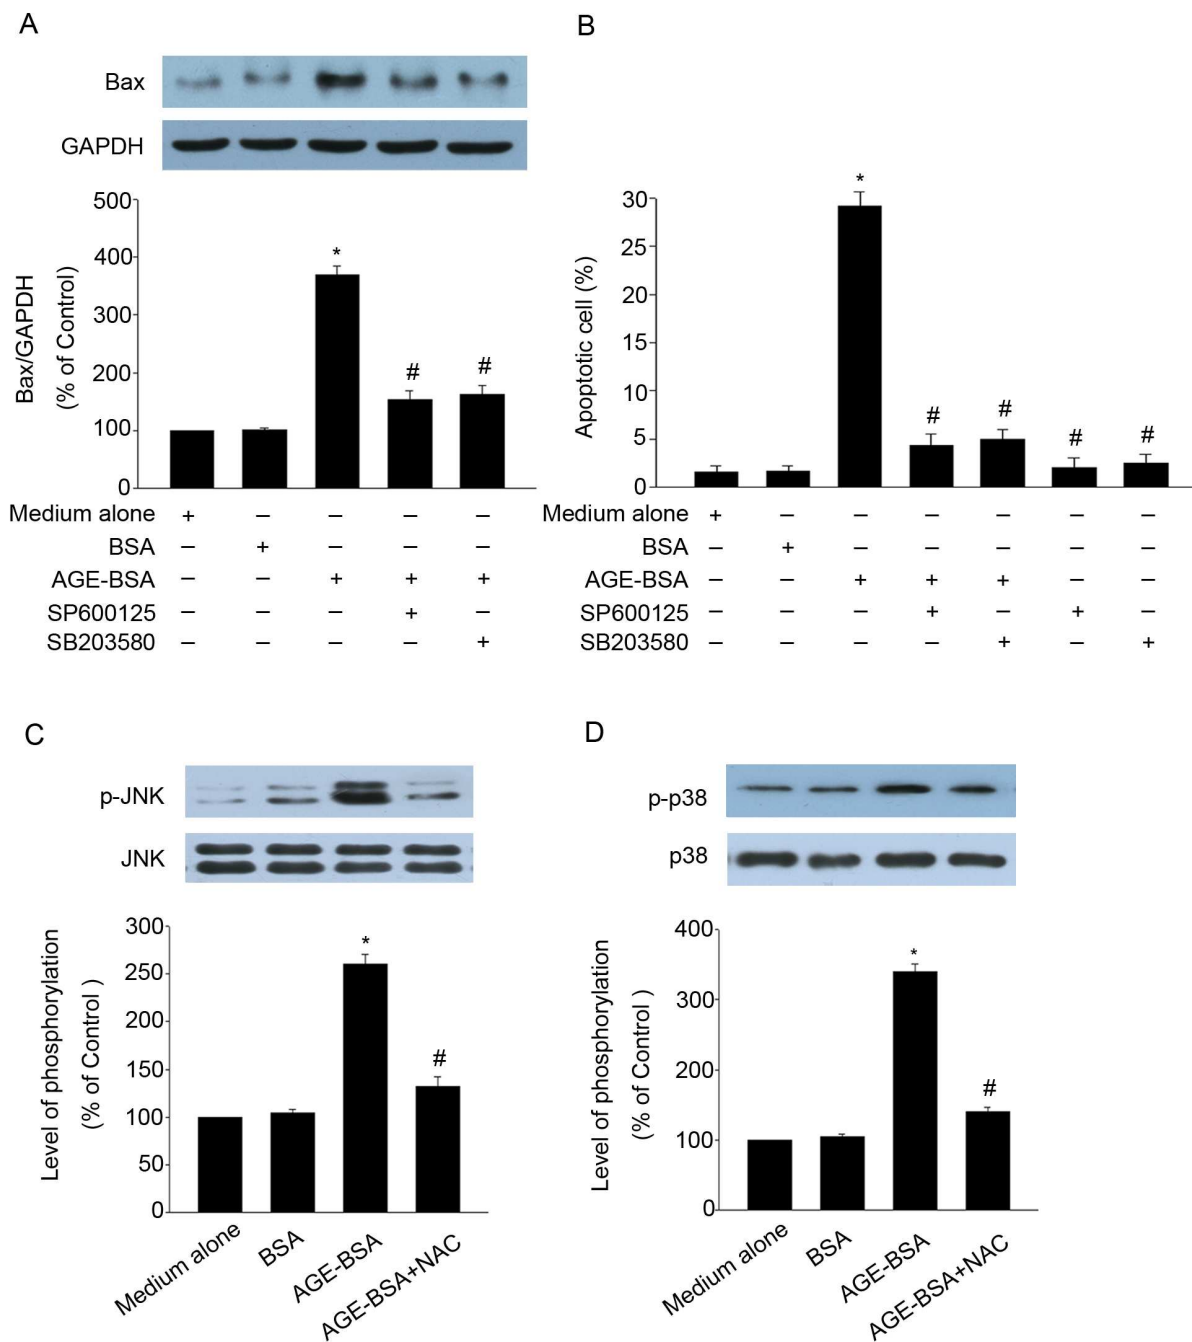 A
Bax
GAPDH
500
400
300
200
100
0
Bax/GAPDH
(% of Control)
*
#
#
Medium alone + − − − −
BSA − + − − −
AGE-BSA − − + + +
SP600125 − − − + −
SB203580 − − − − +
B
30
25
20
15
10
5
0
Apoptotic cell (%)
*
#
#
#
#
Medium alone + − − − − − −
BSA − + − − − − −
AGE-BSA − − + + + − −
SP600125 − − − + − + −
SB203580 − − − − + − +
C
p-JNK
JNK
300
250
200
150
100
50
0
Level of phosphorylation
(% of Control )
*
#
Medium alone
BSA
AGE-BSA
AGE-BSA+NAC
D
p-p38
p38
400
300
200
100
0
Level of phosphorylation
(% of Control )
*
#
Medium alone
BSA
AGE-BSA
AGE-BSA+NAC